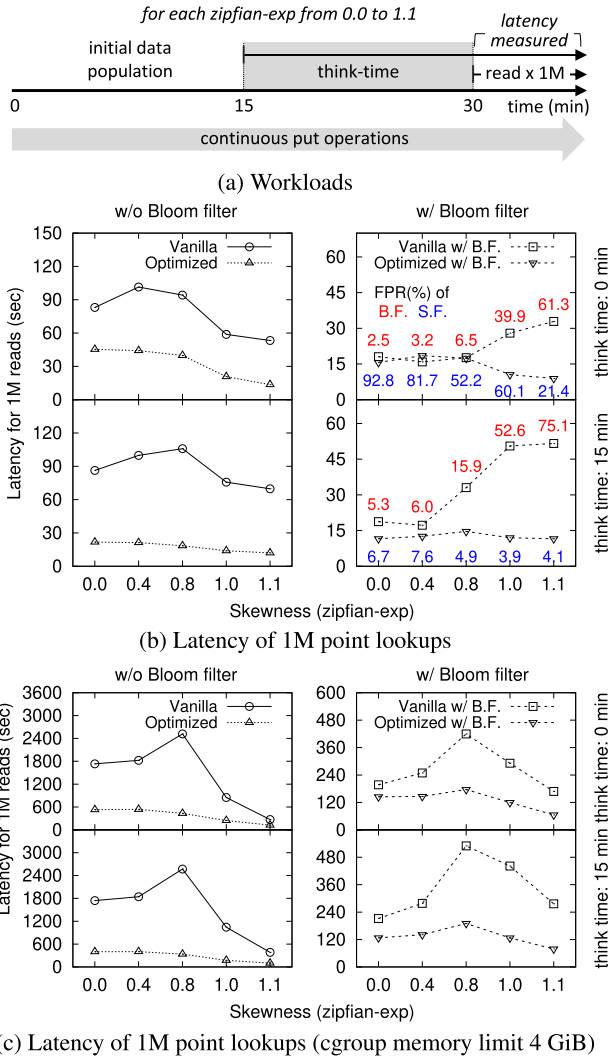 for each zipfian-exp from 0.0 to 1.1
latency
measured
initial data
population
think-time
read x 1M
0 15 30 time (min)
continuous put operations
(a) Workloads
w/o Bloom filter w/ Bloom filter
Latency for 1M reads (sec)
150
120
90
60
30
0
Vanilla
Optimized
60
45
30
15
0
Vanilla w/ B.F.
Optimized w/ B.F.
FPR(%) of
B.F. S.F.
2.5 3.2 6.5 39.9 61.3
92.8 81.7 52.2 60.1 21.4
think time: 0 min
120
90
60
30
0
60
45
30
15
0
5.3 6.0 15.9 52.6 75.1
6.7 7.6 4.9 3.9 4.1
think time: 15 min
0.0 0.4 0.8 1.0 1.1 0.0 0.4 0.8 1.0 1.1
Skewness (zipfian-exp)
(b) Latency of 1M point lookups
w/o Bloom filter w/ Bloom filter
Latency for 1M reads (sec)
3600
3000
2400
1800
1200
600
0
Vanilla
Optimized
600
480
360
240
120
0
Vanilla w/ B.F.
Optimized w/ B.F.
think time: 0 min
3000
2400
1800
1200
600
0
480
360
240
120
0
think time: 15 min
0.0 0.4 0.8 1.0 1.1 0.0 0.4 0.8 1.0 1.1
Skewness (zipfian-exp)
(c) Latency of 1M point lookups (cgroup memory limit 4 GiB)